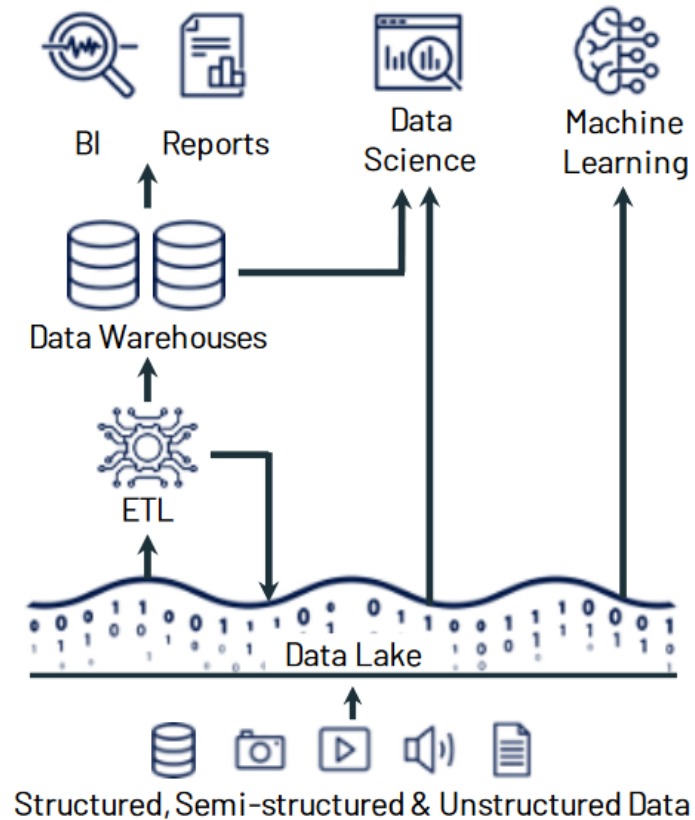 BI
Reports
Data
Science
Machine
Learning
Data Warehouses
ETL
Data Lake
Structured, Semi-structured & Unstructured Data